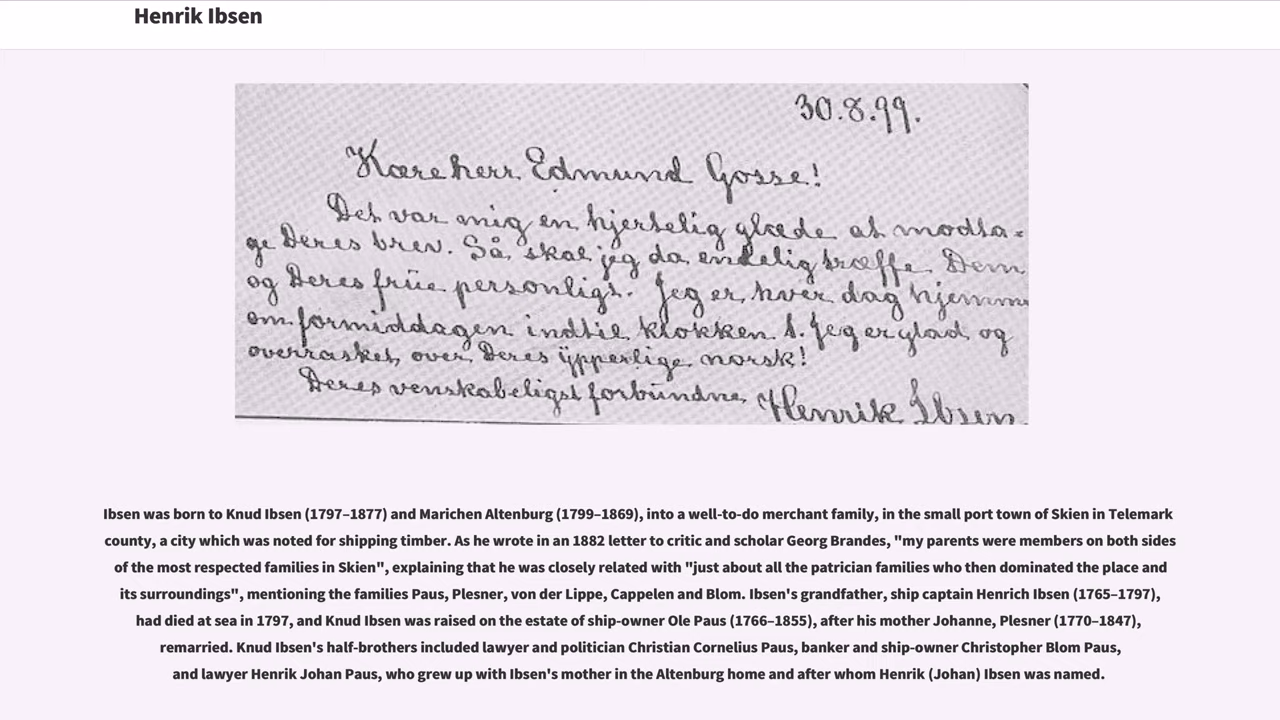 Henrik Ibsen
30.8.99.
Kære herr Edmund Gosse!
Det var mig en hjertelig glæde at modta-
ge Deres brev. Så skal jeg da endelig træffe Dem
og Deres frue personligt. Jeg er hver dag hjemme
om formiddagen indtil klokken 1. Jeg er glad og
overrasket over Deres ypperlige norsk!
Deres venskabeligst forbundne Henrik Ibsen
Ibsen was born to Knud Ibsen (1797–1877) and Marichen Altenburg (1799–1869), into a well-to-do merchant family, in the small port town of Skien in Telemark
county, a city which was noted for shipping timber. As he wrote in an 1882 letter to critic and scholar Georg Brandes, "my parents were members on both sides
of the most respected families in Skien", explaining that he was closely related with "just about all the patrician families who then dominated the place and
its surroundings", mentioning the families Paus, Plesner, von der Lippe, Cappelen and Blom. Ibsen's grandfather, ship captain Henrich Ibsen (1765–1797),
had died at sea in 1797, and Knud Ibsen was raised on the estate of ship-owner Ole Paus (1766–1855), after his mother Johanne, Plesner (1770–1847),
remarried. Knud Ibsen's half-brothers included lawyer and politician Christian Cornelius Paus, banker and ship-owner Christopher Blom Paus,
and lawyer Henrik Johan Paus, who grew up with Ibsen's mother in the Altenburg home and after whom Henrik (Johan) Ibsen was named.